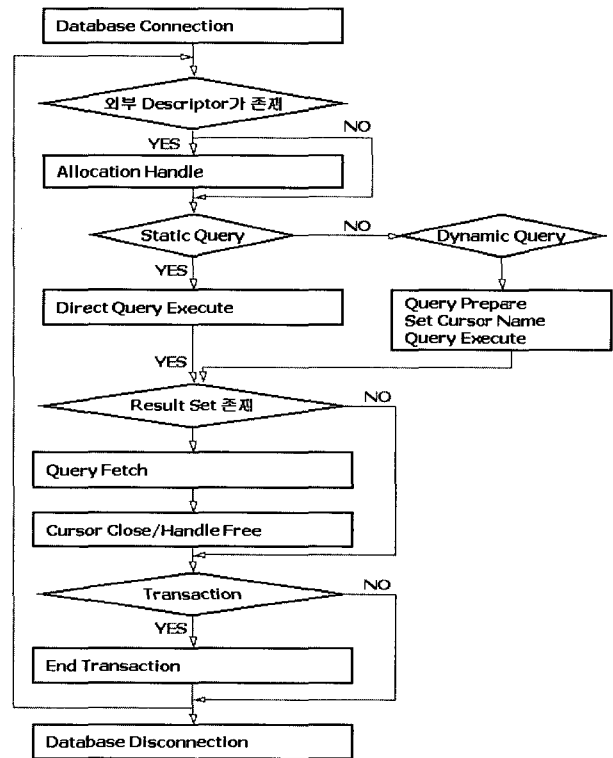 Database Connection
외부 Descriptor가 존재
NO
YES
Allocation Handle
Static Query
NO
Dynamic Query
YES
Direct Query Execute
Query Prepare
Set Cursor Name
Query Execute
YES
Result Set 존재
NO
Query Fetch
Cursor Close/Handle Free
Transaction
NO
YES
End Transaction
Database Disconnection